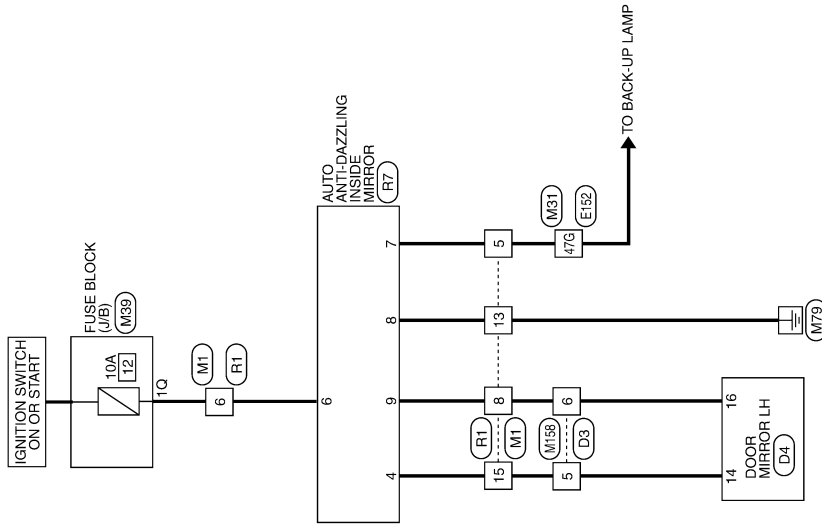 IGNITION SWITCH
ON OR START
FUSE BLOCK
(J/B)
M39
10A
12
1Q
6
M1
R1
6
AUTO
ANTI-DAZZLING
INSIDE
MIRROR
R7
4
9
8
7
R1
M1
15
8
13
5
M31
E152
47G
TO BACK-UP LAMP
M158
D3
5
6
14
16
DOOR
MIRROR LH
D4
M79